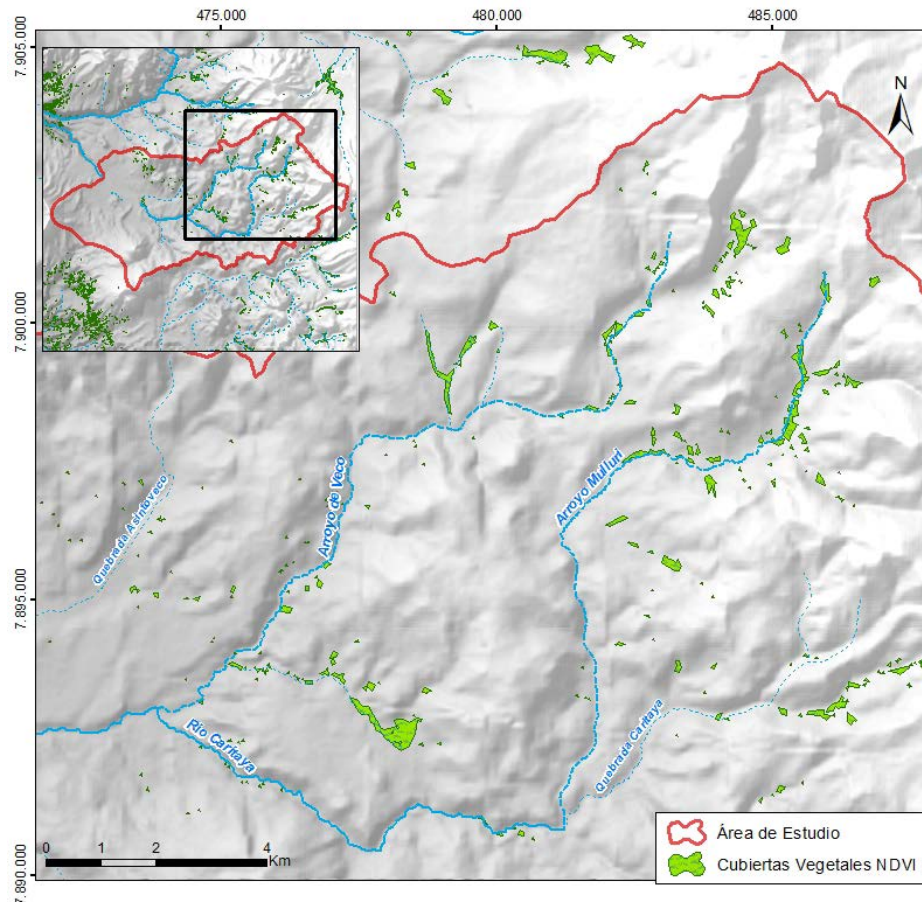 475.000
480.000
485.000
7.905.000
7.900.000
7.895.000
7.890.000
N
Quebrada Asintoveco
Arroyo de Veco
Arroyo Mulluri
Río Caritaya
Quebrada Caritaya
0 1 2 4
Km
Área de Estudio
Cubiertas Vegetales NDVI